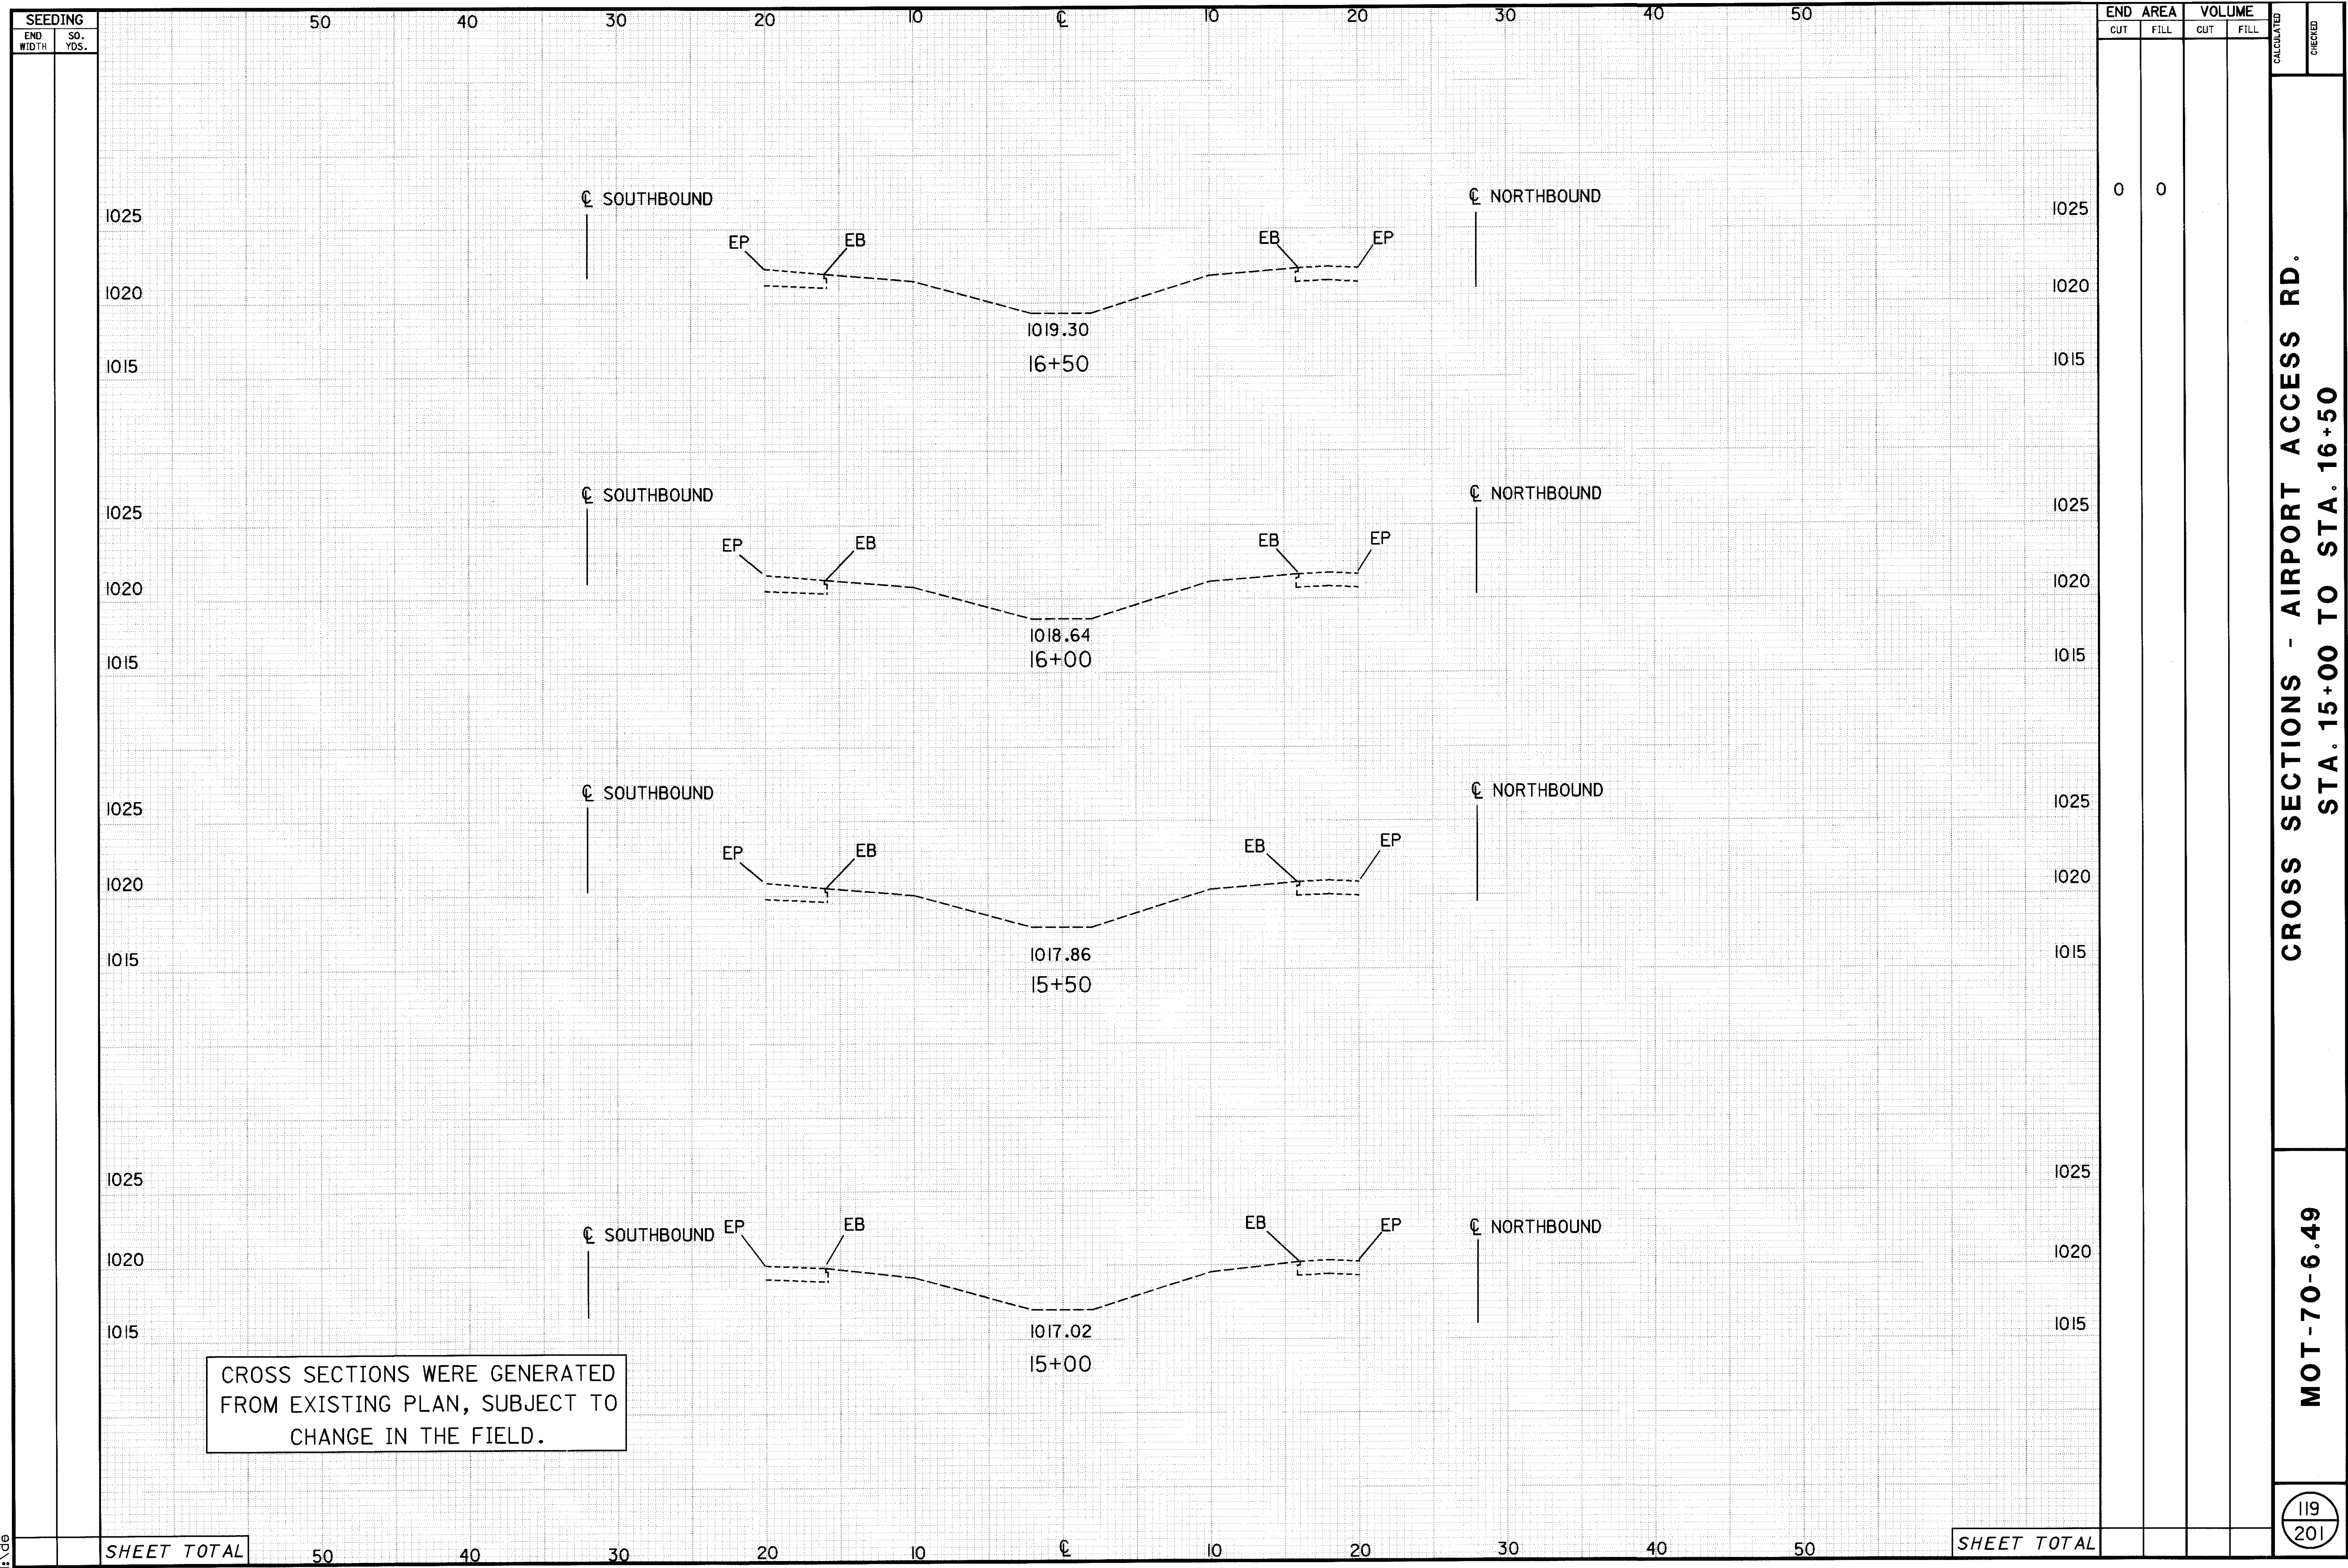 SEEDING
END WIDTH
SO. YDS.
50 40 30 20 10 ℄ 10 20 30 40 50
END AREA VOLUME
CUT FILL CUT FILL
CALCULATED
CHECKED
0 0
℄ SOUTHBOUND ℄ NORTHBOUND
1025 1025
EP EB EB EP
1020 1020
1019.30
16+50
1015 1015
℄ SOUTHBOUND ℄ NORTHBOUND
1025 1025
EP EB EB EP
1020 1020
1018.64
16+00
1015 1015
℄ SOUTHBOUND ℄ NORTHBOUND
1025 1025
EP EB EB EP
1020 1020
1017.86
1015 1015
15+50
1025 1025
℄ SOUTHBOUND EP EB EB EP ℄ NORTHBOUND
1020 1020
1015 1015
1017.02
15+00
CROSS SECTIONS WERE GENERATED
FROM EXISTING PLAN, SUBJECT TO
CHANGE IN THE FIELD.
SHEET TOTAL 50 40 30 20 10 ℄ 10 20 30 40 50 SHEET TOTAL
CROSS SECTIONS - AIRPORT ACCESS RD.
STA. 15+00 TO STA. 16+50
MOT-70-6.49
119
201